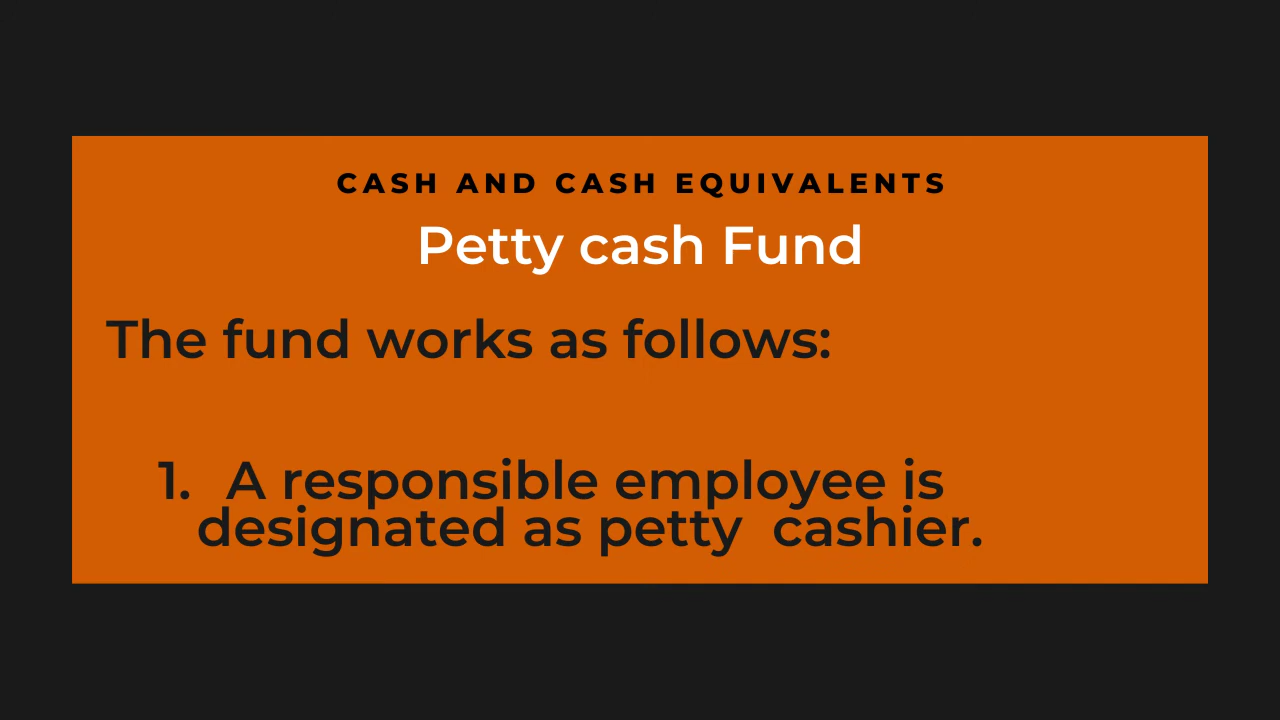 CASH AND CASH EQUIVALENTS
Petty cash Fund
The fund works as follows:
1. A responsible employee is
designated as petty cashier.